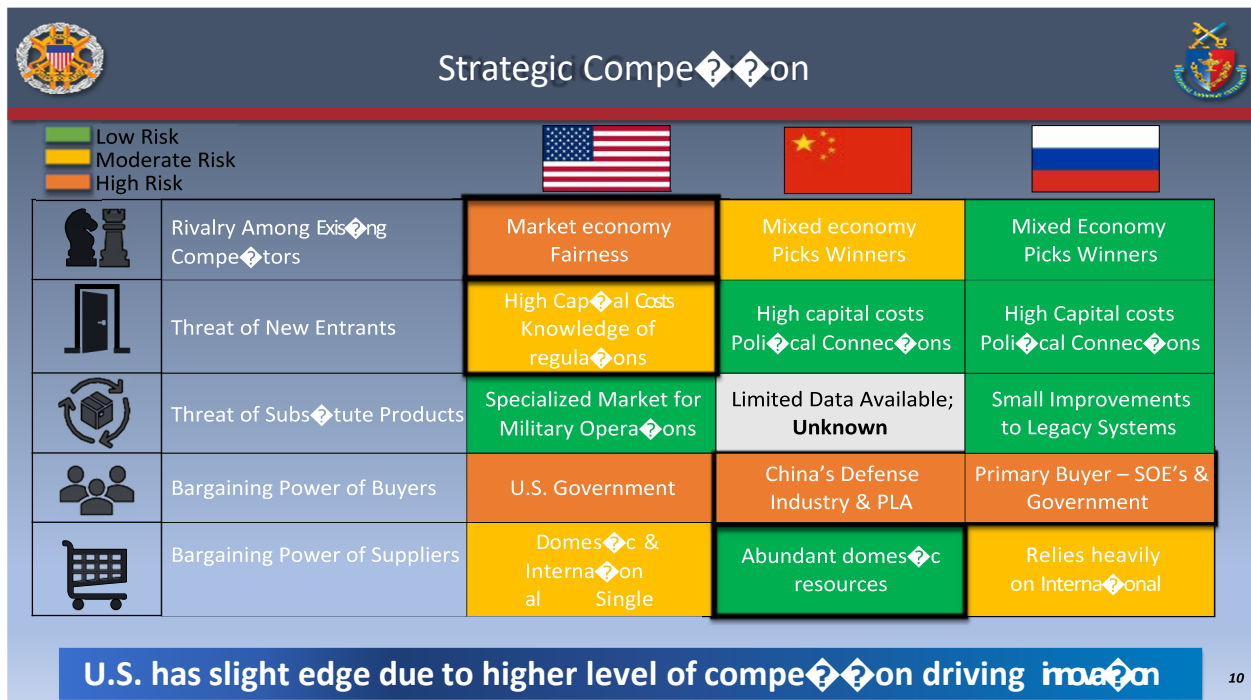 Strategic Compe��on
Low Risk
Moderate Risk
High Risk
Rivalry Among Exis�ng
Compe�tors
Market economy
Fairness
Mixed economy
Picks Winners
Mixed Economy
Picks Winners
Threat of New Entrants
High Cap�al Costs
Knowledge of
regula�ons
High capital costs
Poli�cal Connec�ons
High Capital costs
Poli�cal Connec�ons
Threat of Subs�tute Products
Specialized Market for
Military Opera�ons
Limited Data Available;
Unknown
Small Improvements
to Legacy Systems
Bargaining Power of Buyers
U.S. Government
China’s Defense
Industry & PLA
Primary Buyer – SOE’s &
Government
Bargaining Power of Suppliers
Domes�c &
Interna�on
al Single
Abundant domes�c
resources
Relies heavily
on Interna�onal
U.S. has slight edge due to higher level of compe��on driving innova�on
10